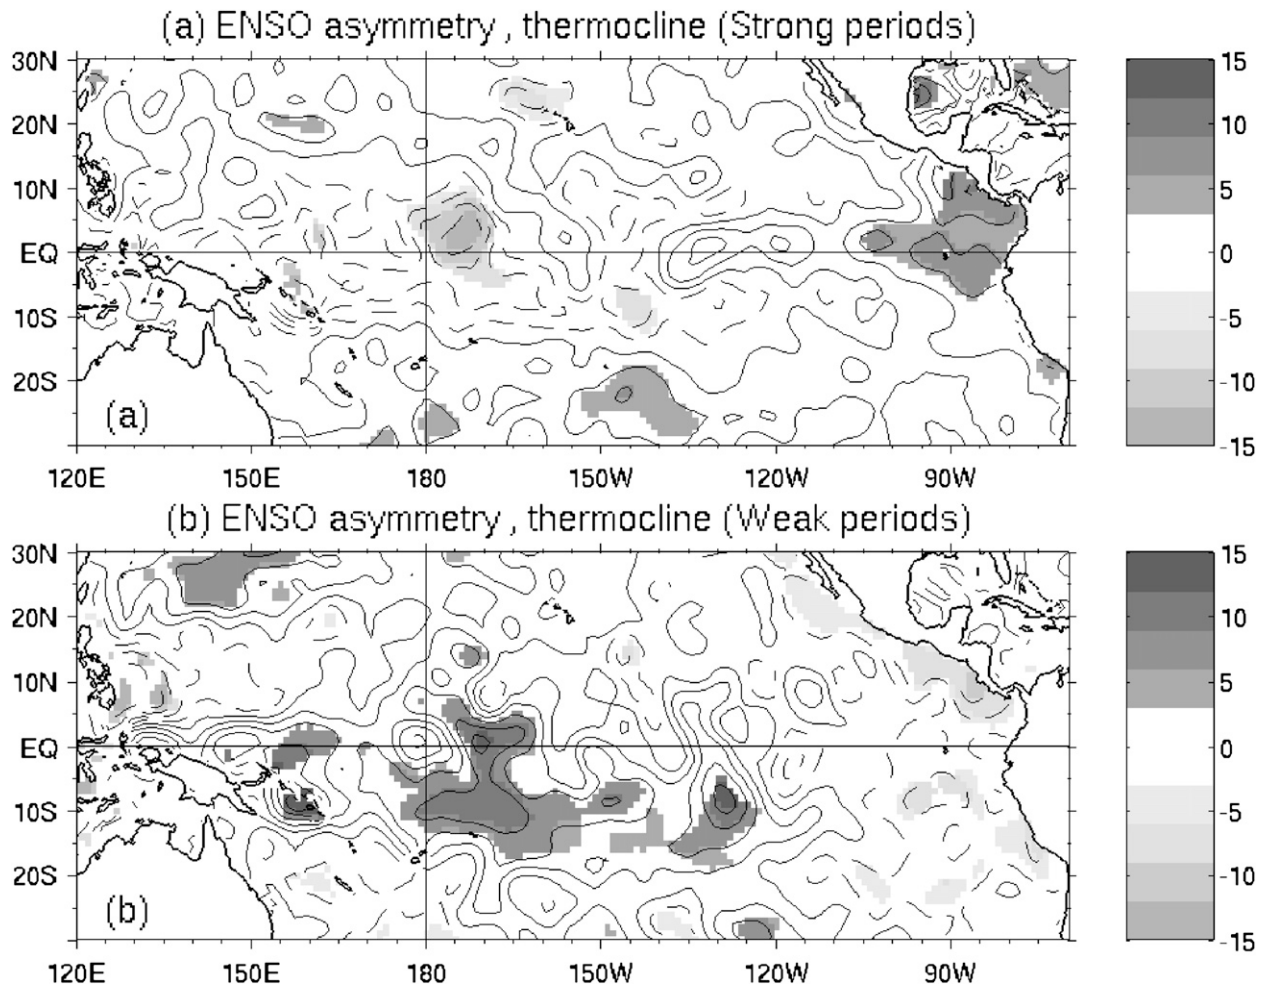 (a) ENSO asymmetry , thermocline (Strong periods)
30N
20N
10N
EQ
10S
20S
(a)
120E 150E 180 150W 120W 90W
15
10
5
0
-5
-10
-15
(b) ENSO asymmetry , thermocline (Weak periods)
30N
20N
10N
EQ
10S
20S
(b)
120E 150E 180 150W 120W 90W
15
10
5
0
-5
-10
-15